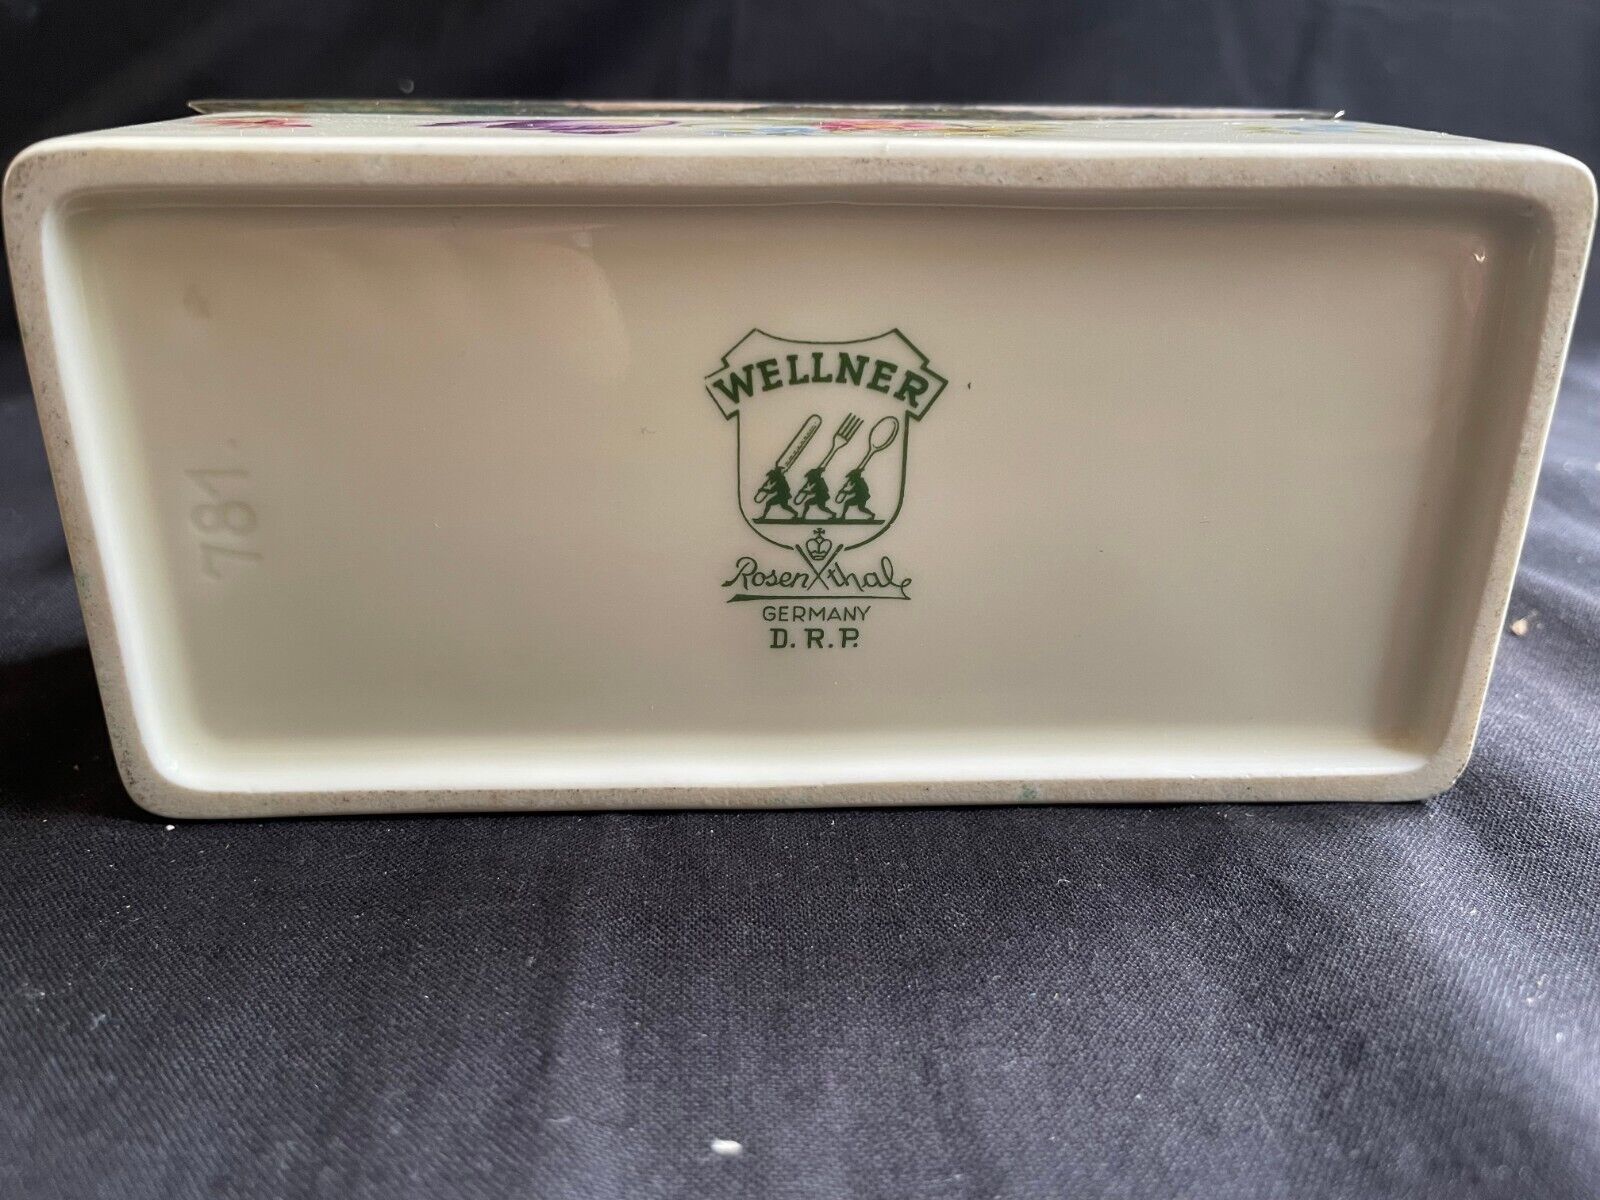 WELLNER
Rosenthal
GERMANY
D. R. P.
781.